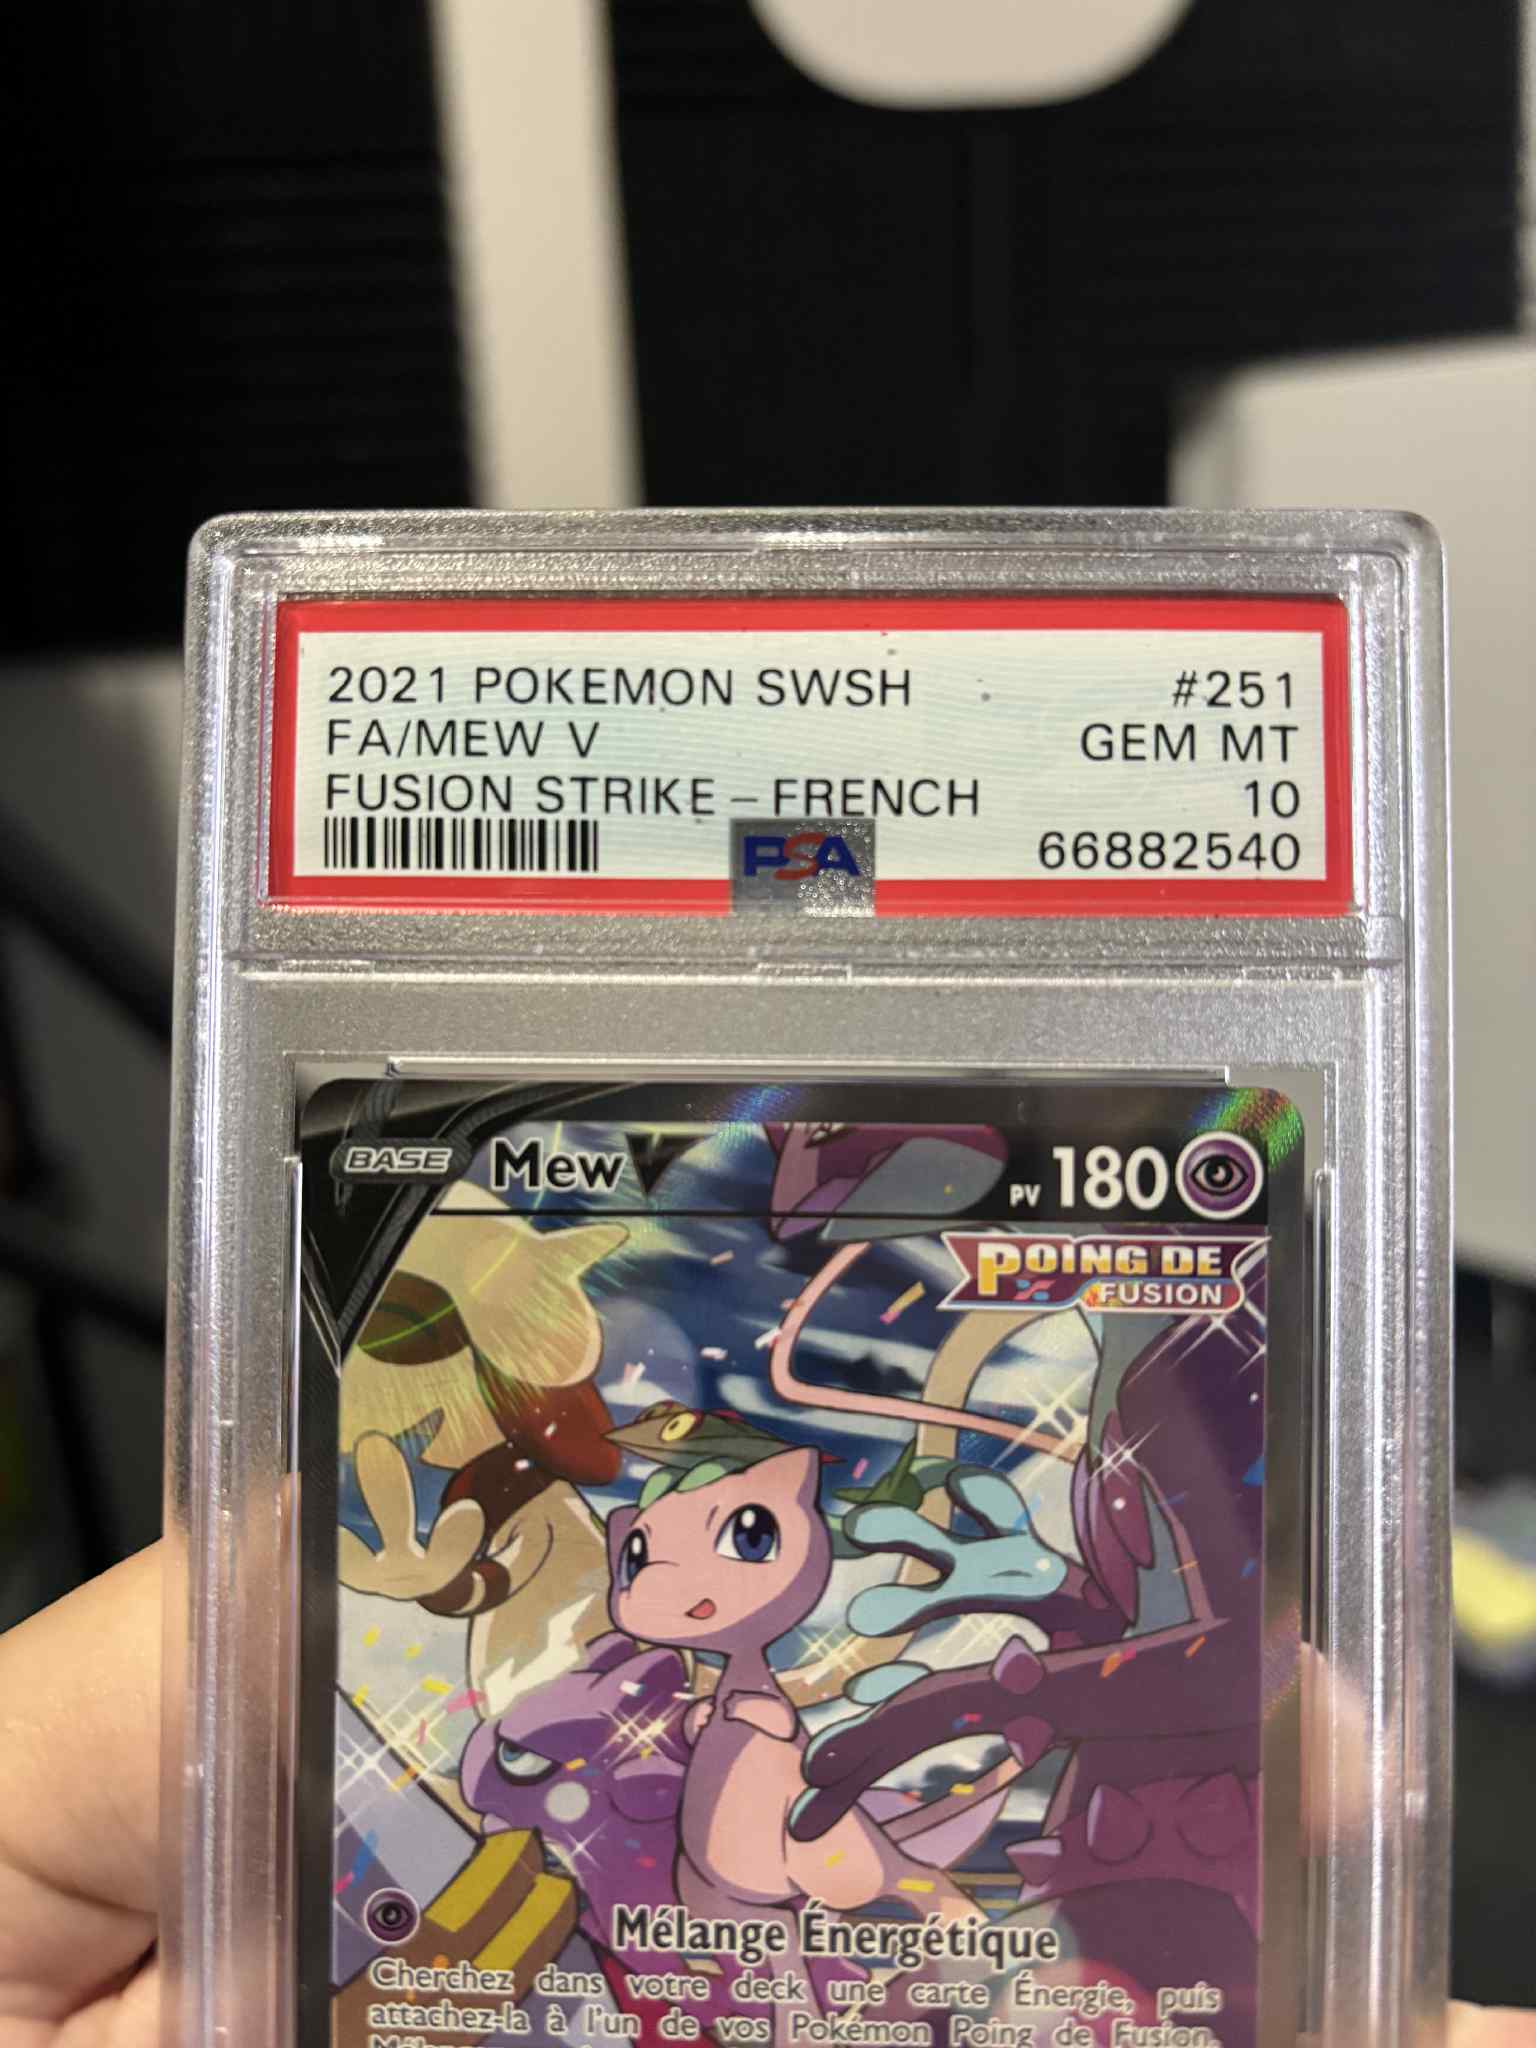 2021 POKEMON SWSH #251
FA/MEW V GEM MT
FUSION STRIKE – FRENCH 10
PSA 66882540
BASE Mew V PV 180
POING DE
FUSION
Mélange Énergétique
Cherchez dans votre deck une carte Énergie, puis
attachez-la à l'un de vos Pokémon Poing de Fusion.